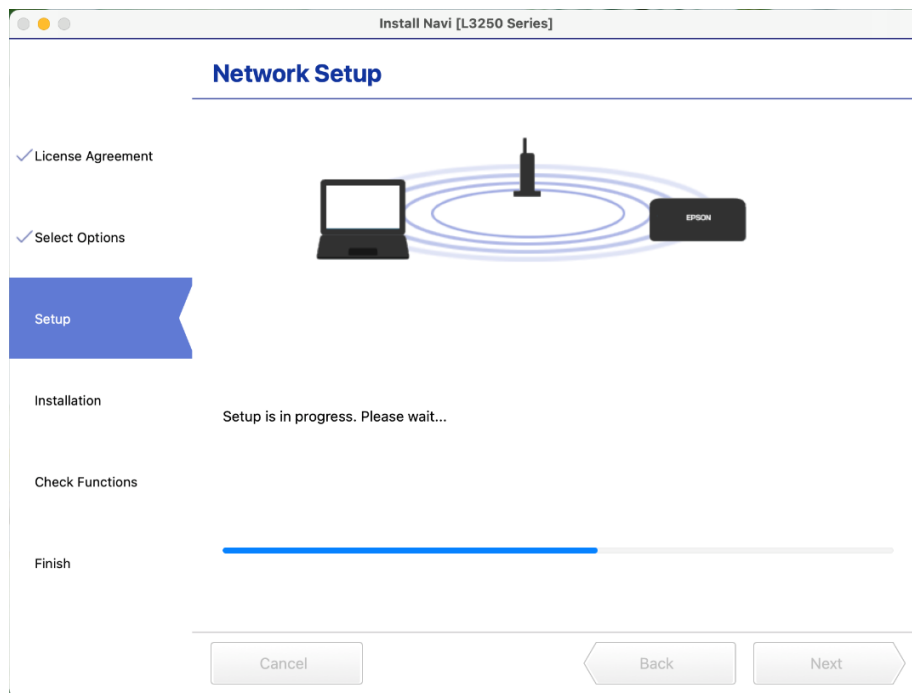 Install Navi [L3250 Series]
Network Setup
License Agreement
Select Options
Setup
Installation
Check Functions
Finish
EPSON
Setup is in progress. Please wait...
Cancel
Back
Next